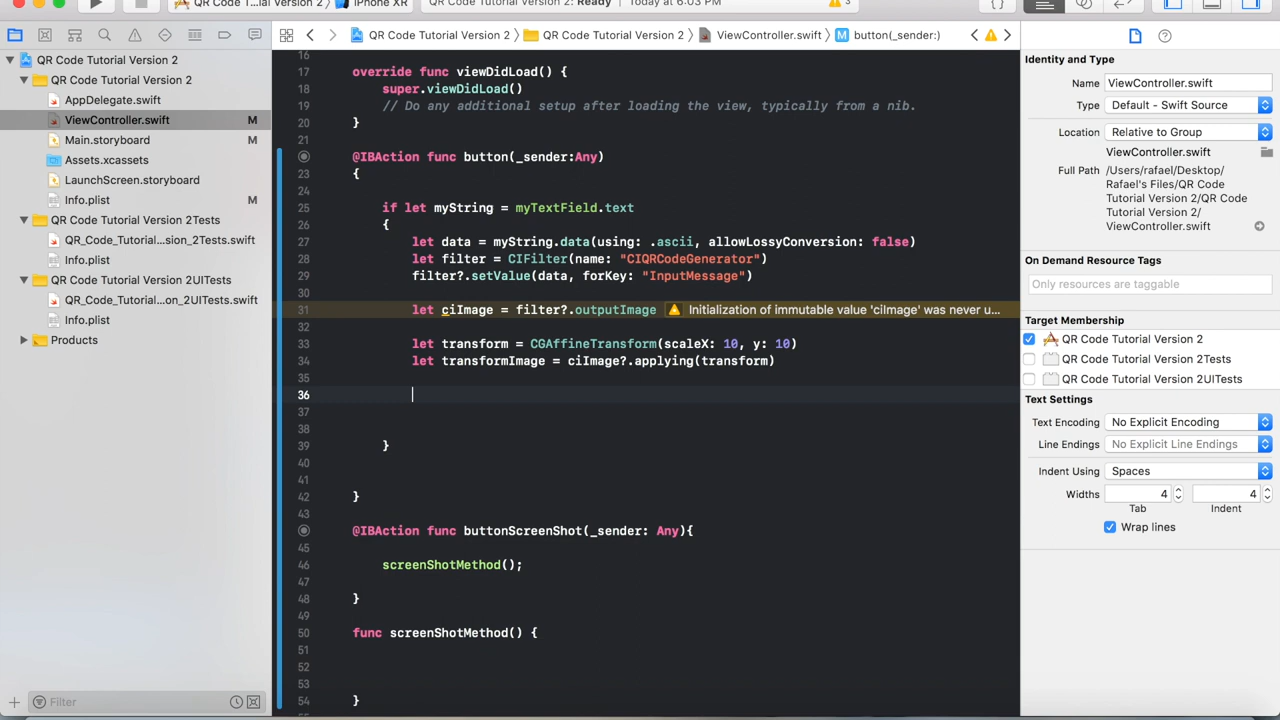 QR C...ial Version 2 〉 iPhone XR
QR Code Tutorial Version 2: Ready Today at 6:03 PM
3
QR Code Tutorial Version 2 QR Code Tutorial Version 2 ViewController.swift M button(_sender:)
QR Code Tutorial Version 2
QR Code Tutorial Version 2
AppDelegate.swift
ViewController.swift M
Main.storyboard M
Assets.xcassets
LaunchScreen.storyboard
Info.plist M
QR Code Tutorial Version 2Tests
QR_Code_Tutorial...sion_2Tests.swift
Info.plist
QR Code Tutorial Version 2UITests
QR_Code_Tutorial...on_2UITests.swift
Info.plist
Products
Filter
16
17 override func viewDidLoad() {
18 super.viewDidLoad()
19 // Do any additional setup after loading the view, typically from a nib.
20 }
21
@IBAction func button(_sender:Any)
23 {
24
25 if let myString = myTextField.text
26 {
27 let data = myString.data(using: .ascii, allowLossyConversion: false)
28 let filter = CIFilter(name: "CIQRCodeGenerator")
29 filter?.setValue(data, forKey: "InputMessage")
30
31 let ciImage = filter?.outputImage Initialization of immutable value 'ciImage' was never u...
32
33 let transform = CGAffineTransform(scaleX: 10, y: 10)
34 let transformImage = ciImage?.applying(transform)
35
36
37
38
39 }
40
41
42 }
43
@IBAction func buttonScreenShot(_sender: Any){
45
46 screenShotMethod();
47
48 }
49
50 func screenShotMethod() {
51
52
53
54 }
Identity and Type
Name ViewController.swift
Type Default - Swift Source
Location Relative to Group
ViewController.swift
Full Path /Users/rafael/Desktop/
Rafael's Files/QR Code
Tutorial Version 2/QR Code
Tutorial Version 2/
ViewController.swift
On Demand Resource Tags
Only resources are taggable
Target Membership
QR Code Tutorial Version 2
QR Code Tutorial Version 2Tests
QR Code Tutorial Version 2UITests
Text Settings
Text Encoding No Explicit Encoding
Line Endings No Explicit Line Endings
Indent Using Spaces
Widths 4 4
Tab Indent
Wrap lines